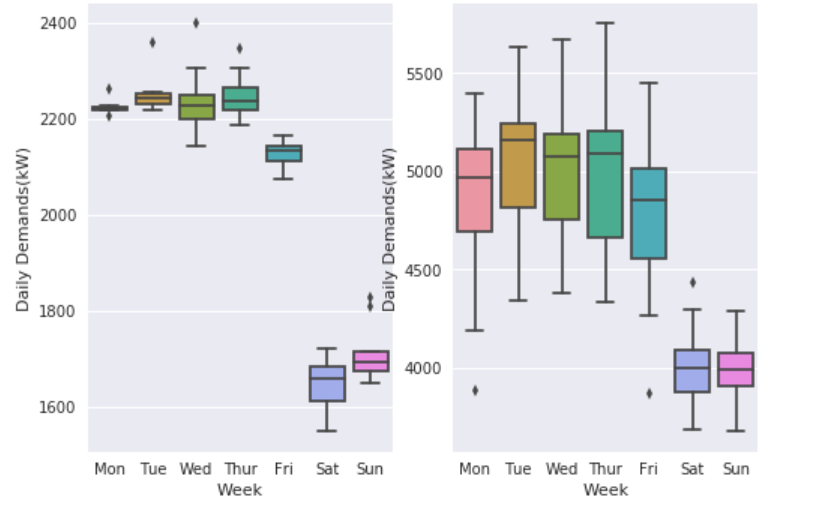 Daily Demands(kW)
2400
2200
2000
1800
1600
Mon Tue Wed Thur Fri Sat Sun
Week
Daily Demands(kW)
5500
5000
4500
4000
Mon Tue Wed Thur Fri Sat Sun
Week